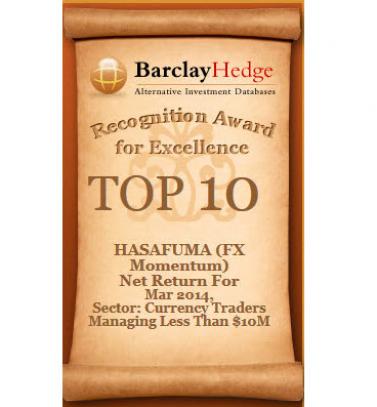 BarclayHedge
Alternative Investment Databases
Recognition Award
for Excellence
TOP 10
HASAFUMA (FX
Momentum)
Net Return For
Mar 2014,
Sector: Currency Traders
Managing Less Than $10M